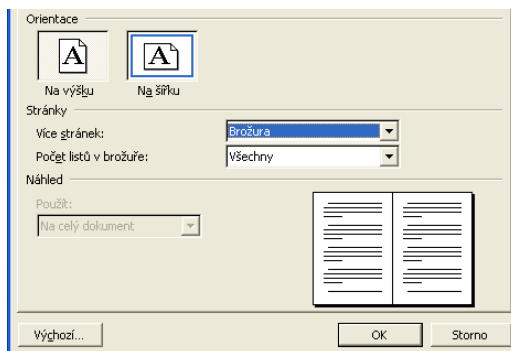 Orientace
A A
Na výšku Na šířku
Stránky
Více stránek: Brožura
Počet listů v brožuře: Všechny
Náhled
Použít:
Na celý dokument
Výchozí... OK Storno